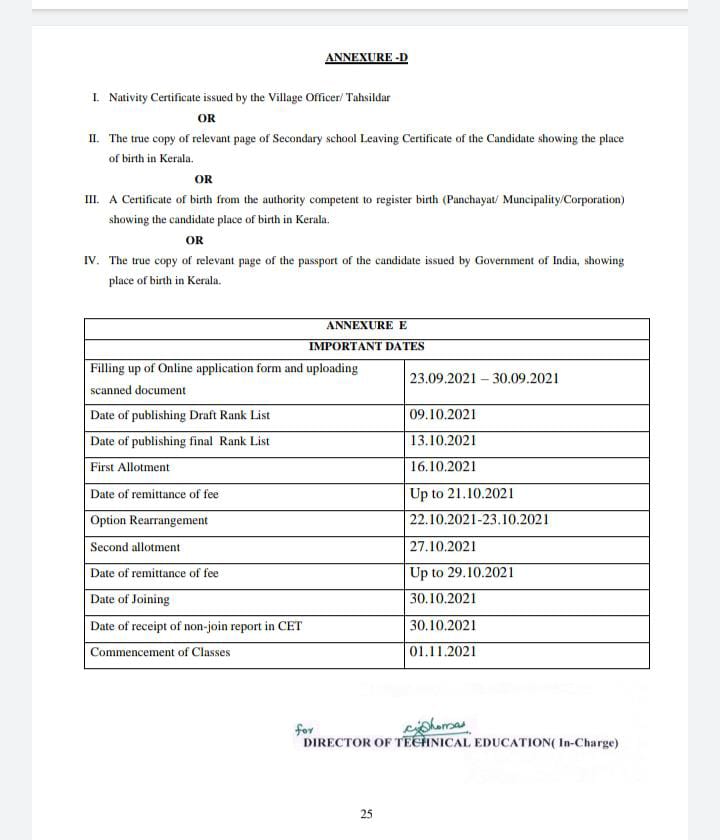 ANNEXURE -D
I. Nativity Certificate issued by the Village Officer/ Tahsildar
OR
II. The true copy of relevant page of Secondary school Leaving Certificate of the Candidate showing the place
of birth in Kerala.
OR
III. A Certificate of birth from the authority competent to register birth (Panchayat/ Muncipality/Corporation)
showing the candidate place of birth in Kerala.
OR
IV. The true copy of relevant page of the passport of the candidate issued by Government of India, showing
place of birth in Kerala.
ANNEXURE E
IMPORTANT DATES
Filling up of Online application form and uploading
scanned document
23.09.2021 – 30.09.2021
Date of publishing Draft Rank List 09.10.2021
Date of publishing final Rank List 13.10.2021
First Allotment 16.10.2021
Date of remittance of fee Up to 21.10.2021
Option Rearrangement 22.10.2021-23.10.2021
Second allotment 27.10.2021
Date of remittance of fee Up to 29.10.2021
Date of Joining 30.10.2021
Date of receipt of non-join report in CET 30.10.2021
Commencement of Classes 01.11.2021
for
DIRECTOR OF TECHNICAL EDUCATION( In-Charge)
25